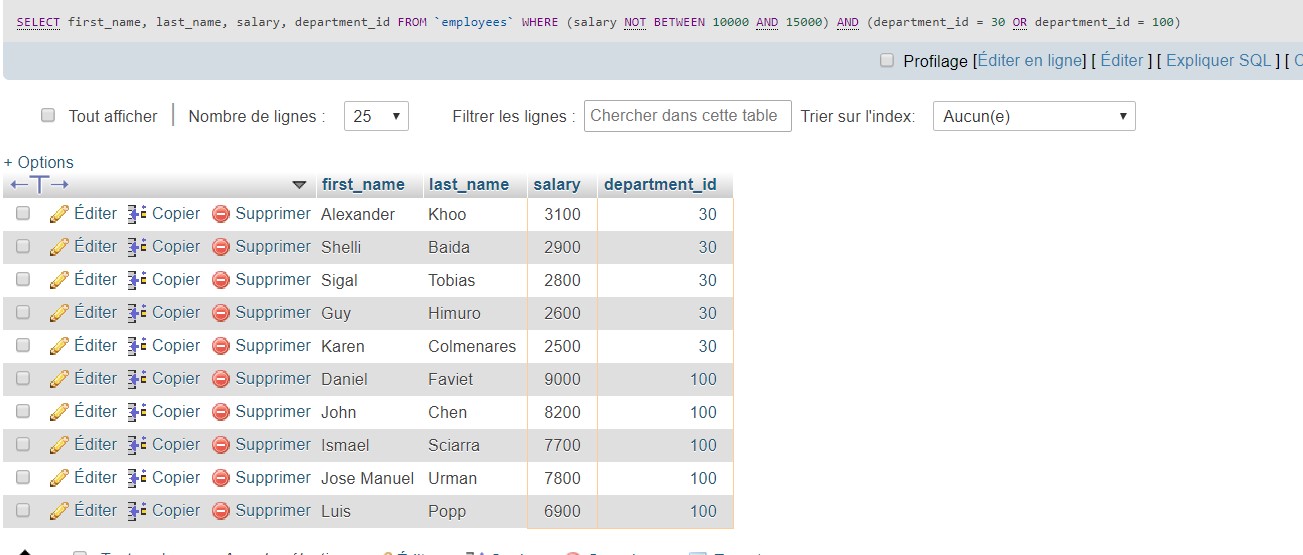 SELECT first_name, last_name, salary, department_id FROM `employees` WHERE (salary NOT BETWEEN 10000 AND 15000) AND (department_id = 30 OR department_id = 100)
Profilage [Éditer en ligne] [ Éditer ] [ Expliquer SQL ] [
Tout afficher Nombre de lignes : 25 Filtrer les lignes : Chercher dans cette table Trier sur l'index: Aucun(e)
+ Options
first_name last_name salary department_id
Éditer Copier Supprimer Alexander Khoo 3100 30
Éditer Copier Supprimer Shelli Baida 2900 30
Éditer Copier Supprimer Sigal Tobias 2800 30
Éditer Copier Supprimer Guy Himuro 2600 30
Éditer Copier Supprimer Karen Colmenares 2500 30
Éditer Copier Supprimer Daniel Faviet 9000 100
Éditer Copier Supprimer John Chen 8200 100
Éditer Copier Supprimer Ismael Sciarra 7700 100
Éditer Copier Supprimer Jose Manuel Urman 7800 100
Éditer Copier Supprimer Luis Popp 6900 100